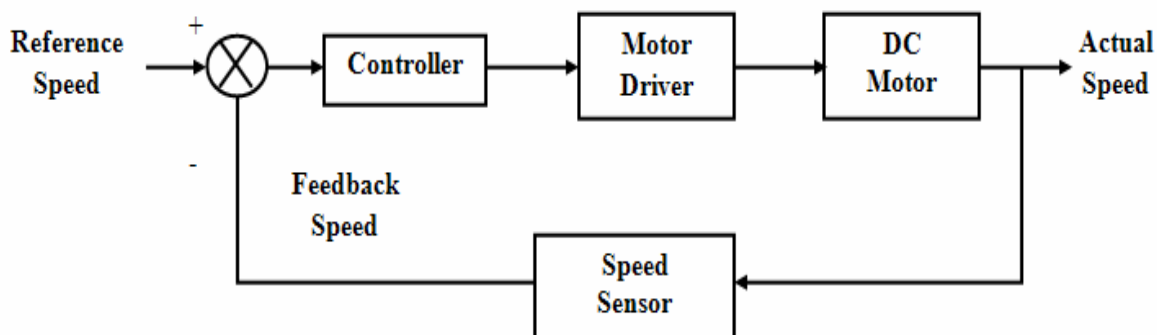 +
Reference
Speed
Controller
Motor
Driver
DC
Motor
Actual
Speed
-
Feedback
Speed
Speed
Sensor